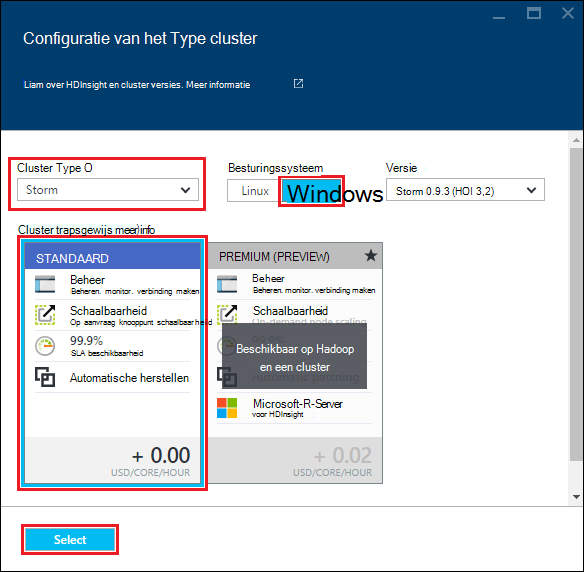 Configuratie van het Type cluster
Liam over HDInsight en cluster versies. Meer informatie
Cluster Type O
Besturingssysteem
Versie
Storm
Linux
Windows
Storm 0.9.3 (HOI 3,2)
Cluster trapsgewijs meer)info
STANDAARD
Beheer
Beheren. monitor. verbinding maken
Schaalbaarheid
Op aanvraag knooppunt schaalbaarheid
99.9%
SLA beschikbaarheid
Automatische herstellen
+ 0.00
USD/CORE/HOUR
PREMIUM (PREVIEW)
Beheer
Beheren. monitor. verbinding maken
Schaalbaarheid
On-demand node scaling
Beschikbaar op Hadoop
en een cluster
Automatic patching
Microsoft-R-Server
voor HDInsight
+ 0.02
USD/CORE/HOUR
Select